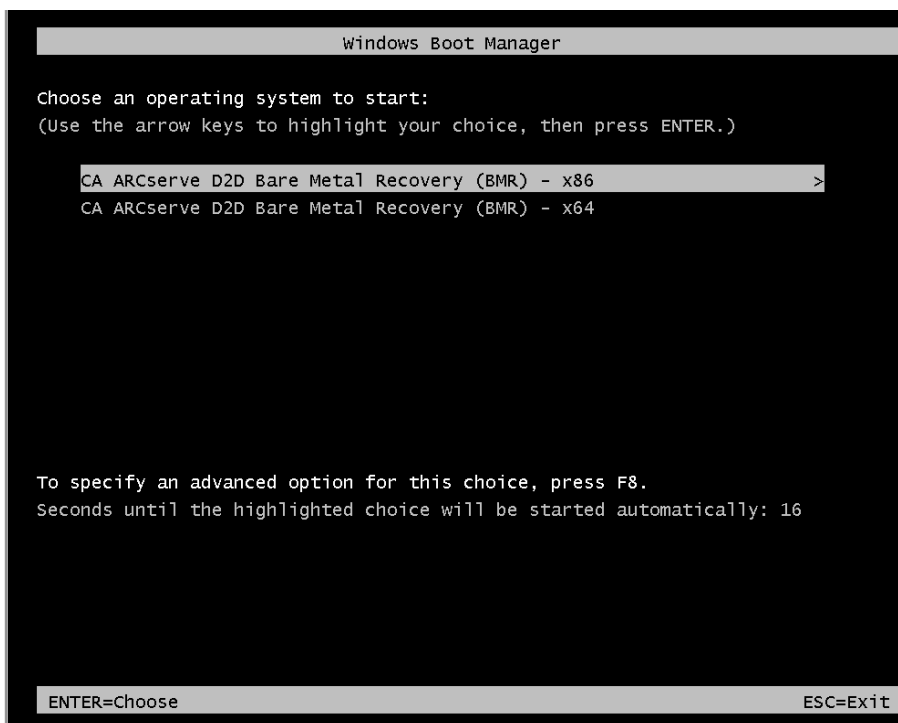 Windows Boot Manager
Choose an operating system to start:
(Use the arrow keys to highlight your choice, then press ENTER.)
CA ARCserve D2D Bare Metal Recovery (BMR) - x86 >
CA ARCserve D2D Bare Metal Recovery (BMR) - x64
To specify an advanced option for this choice, press F8.
Seconds until the highlighted choice will be started automatically: 16
ENTER=Choose ESC=Exit